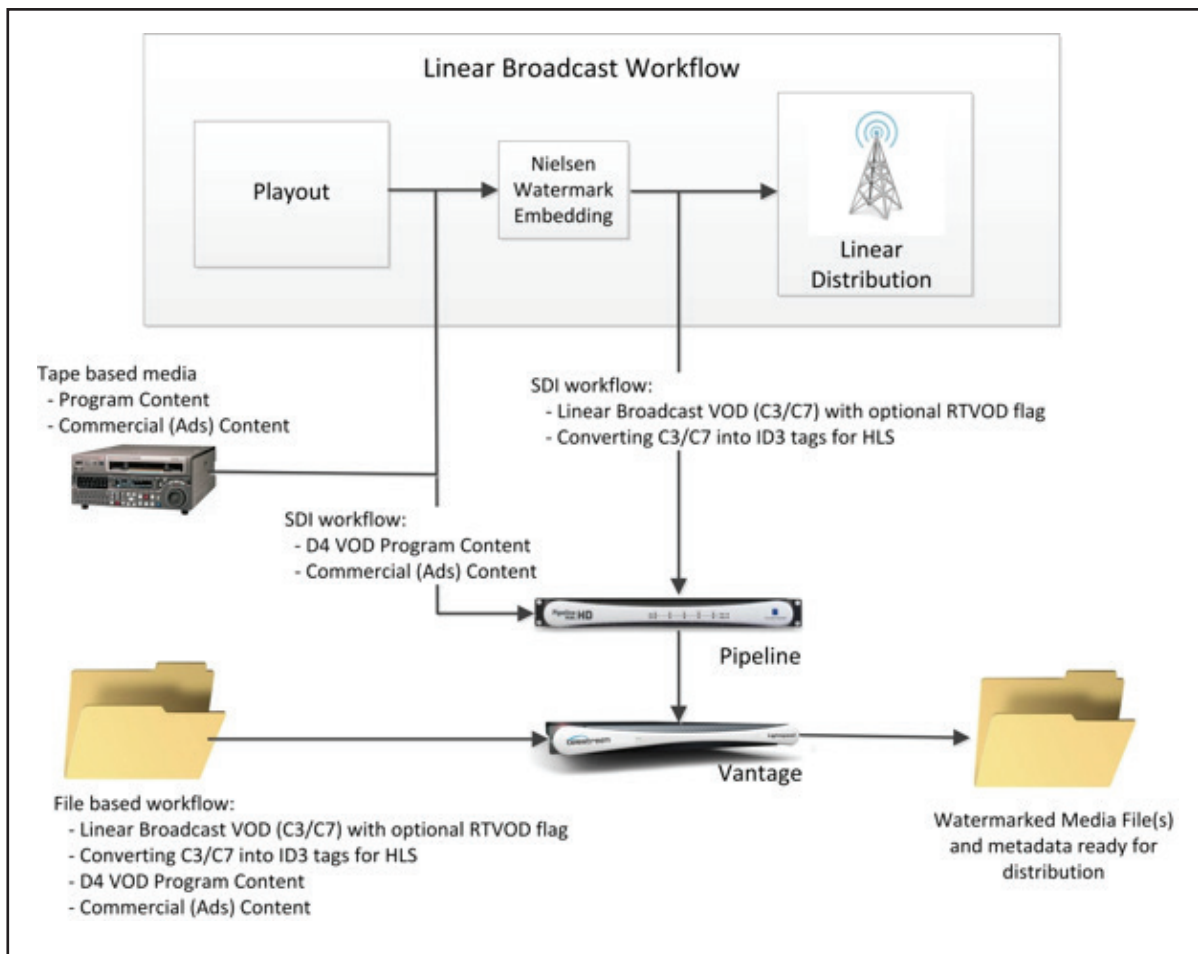 Linear Broadcast Workflow
Playout
Nielsen
Watermark
Embedding
Linear
Distribution
Tape based media
- Program Content
- Commercial (Ads) Content
SDI workflow:
- Linear Broadcast VOD (C3/C7) with optional RTVOD flag
- Converting C3/C7 into ID3 tags for HLS
SDI workflow:
- D4 VOD Program Content
- Commercial (Ads) Content
Pipeline HD
Pipeline
Vantage
File based workflow:
- Linear Broadcast VOD (C3/C7) with optional RTVOD flag
- Converting C3/C7 into ID3 tags for HLS
- D4 VOD Program Content
- Commercial (Ads) Content
Watermarked Media File(s)
and metadata ready for
distribution